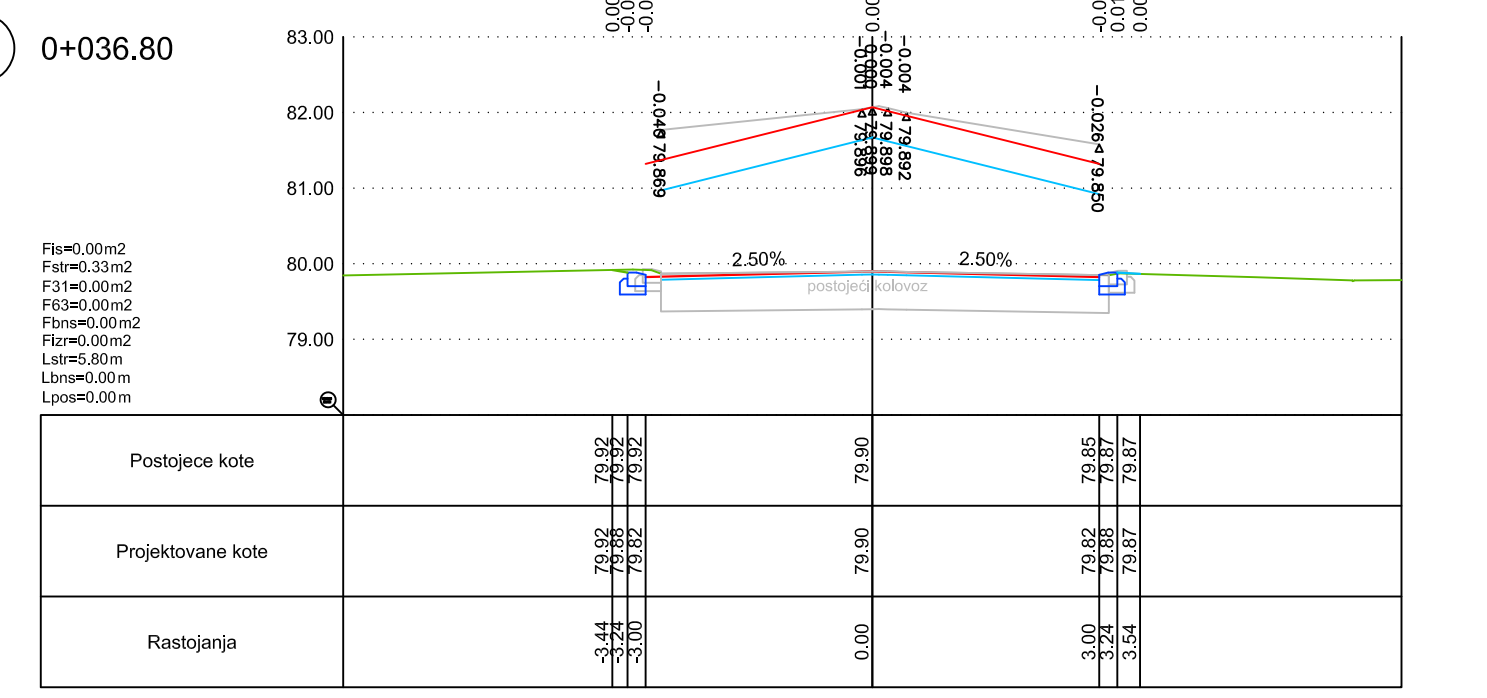 0+036.80
83.00
82.00
81.00
80.00
79.00
-0.026
79.850
79.869
-0.004
79.892
-0.004
79.898
2.50%
2.50%
postojeći kolovoz
Fis=0.00m2
Fstr=0.33m2
F31=0.00m2
F63=0.00m2
Fbns=0.00m2
Fizr=0.00m2
Lstr=5.80m
Lbns=0.00m
Lpos=0.00m
Postojece kote
79.92 79.92 79.92 79.90 79.85 79.87 79.87
Projektovane kote
79.92 79.88 79.82 79.90 79.82 79.88 79.87
Rastojanja
-3.44 -3.24 -3.00 0.00 3.00 3.24 3.54